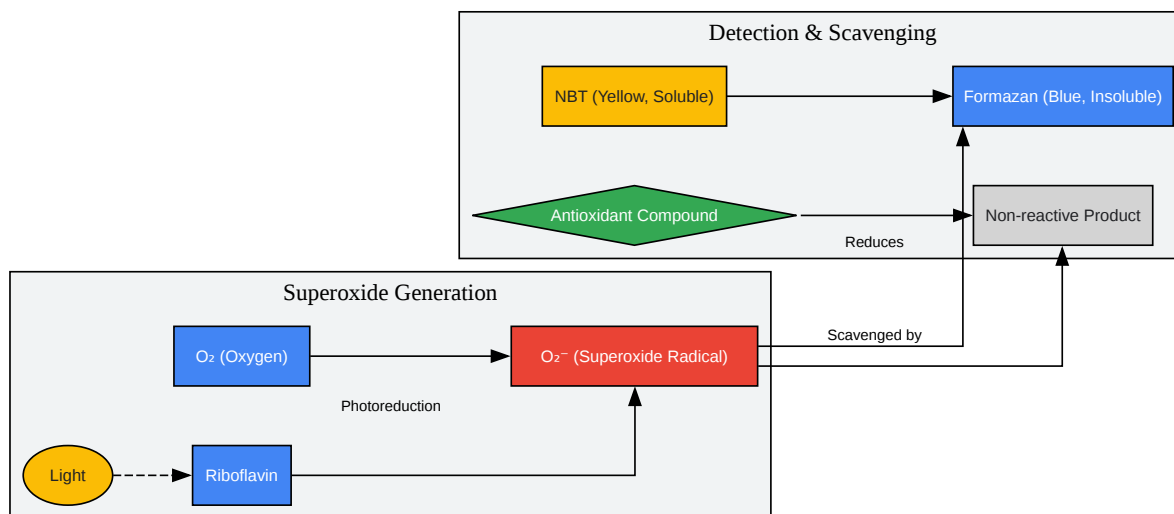 Detection & Scavenging
NBT (Yellow, Soluble)
Formazan (Blue, Insoluble)
Antioxidant Compound
Non-reactive Product
Reduces
Superoxide Generation
Scavenged by
O₂ (Oxygen)
O₂⁻ (Superoxide Radical)
Photoreduction
Light
Riboflavin